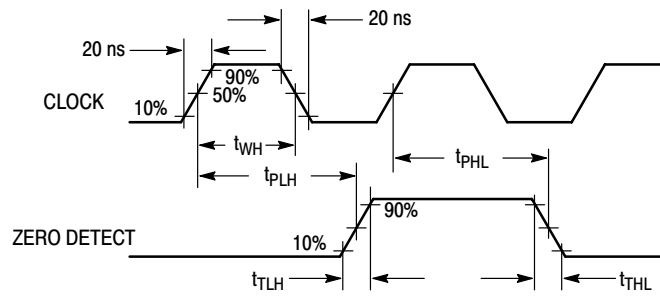 20 ns
20 ns
CLOCK
90%
50%
10%
tWH
tPLH
tPHL
ZERO DETECT
90%
10%
tTLH
tTHL